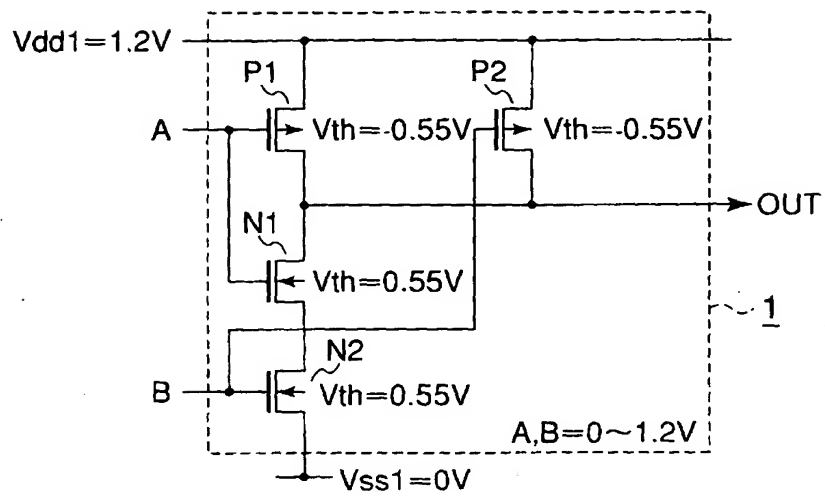 Vdd1=1.2V
P1
P2
A
Vth=-0.55V
Vth=-0.55V
OUT
N1
Vth=0.55V
1
N2
B
Vth=0.55V
A,B=0~1.2V
Vss1=0V